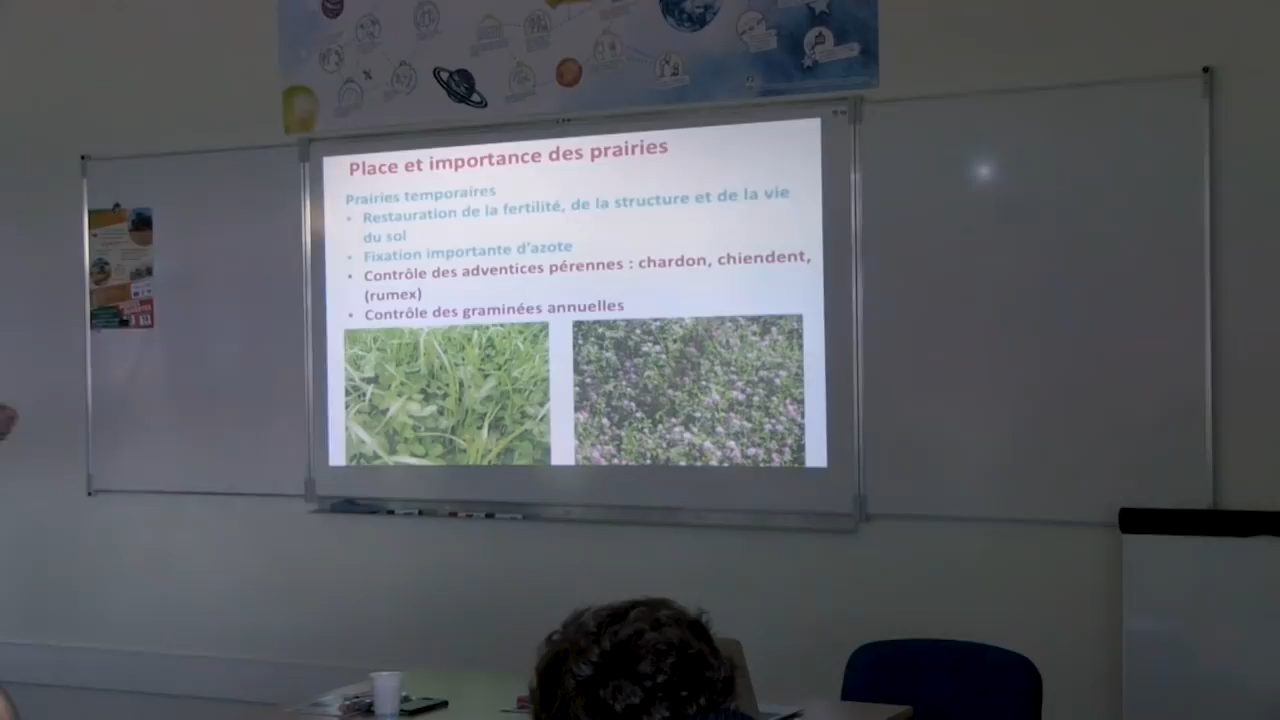 Place et importance des prairies
Prairies temporaires
• Restauration de la fertilité, de la structure et de la vie
du sol
• Fixation importante d'azote
• Contrôle des adventices pérennes : chardon, chiendent,
(rumex)
• Contrôle des graminées annuelles